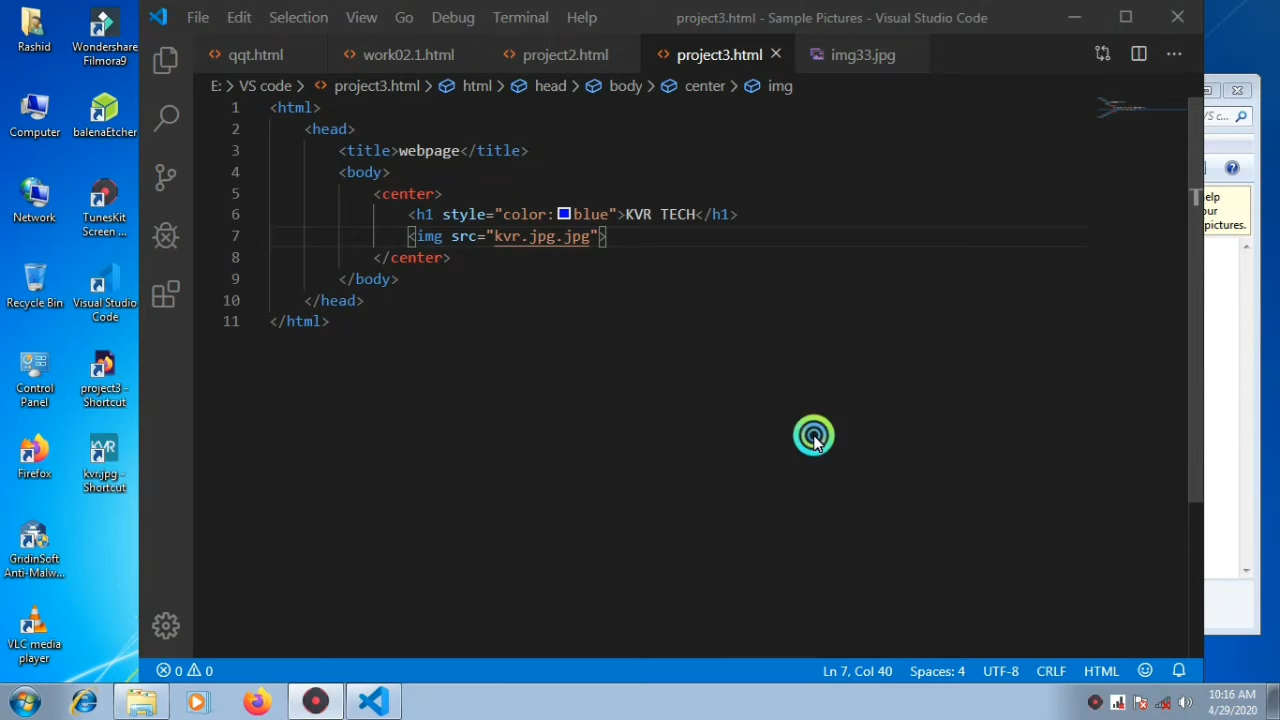 Rashid
Wondershare
Filmora9
Computer
balenaEtcher
Network
TunesKit
Screen ...
Recycle Bin
Visual Studio
Code
Control
Panel
project3 -
Shortcut
Firefox
kvr.jpg -
Shortcut
GridinSoft
Anti-Malw...
VLC media
player
File Edit Selection View Go Debug Terminal Help
project3.html - Sample Pictures - Visual Studio Code
qqt.html
work02.1.html
project2.html
project3.html
img33.jpg
E: > VS code > project3.html > html > head > body > center > img
1 <html>
2 <head>
3 <title>webpage</title>
4 <body>
5 <center>
6 <h1 style="color:blue">KVR TECH</h1>
7 <img src="kvr.jpg.jpg">
8 </center>
9 </body>
10 </head>
11 </html>
/S c...
elp
our
pictures.
0 0
Ln 7, Col 40
Spaces: 4
UTF-8
CRLF
HTML
10:16 AM
4/29/2020